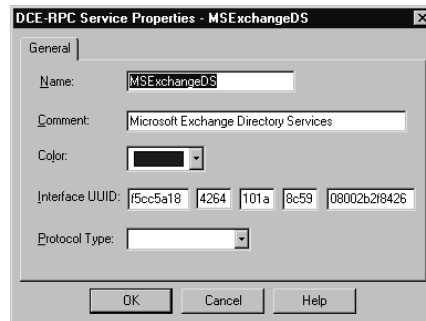 DCE-RPC Service Properties - MSExchangeDS
General
Name: MSExchangeDS
Comment: Microsoft Exchange Directory Services
Color:
Interface UUID: f5cc5a18 4264 101a 8c59 08002b2f8426
Protocol Type:
OK Cancel Help